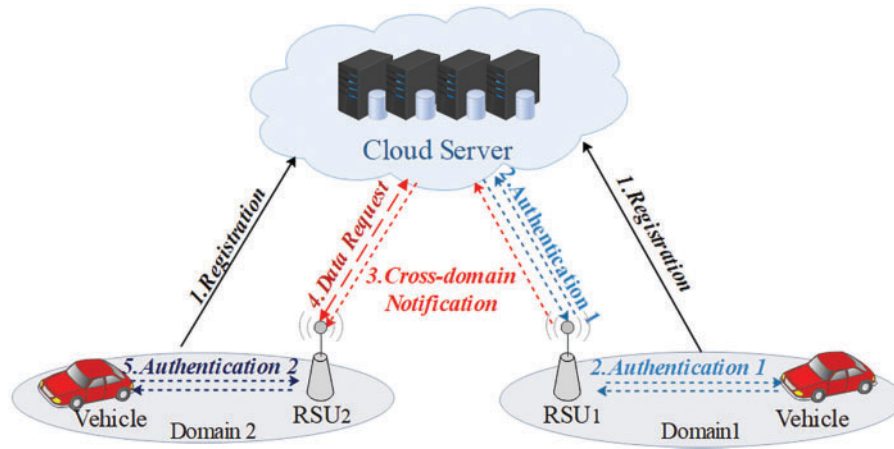 Cloud Server
1.Registration
4.Data Request
3.Cross-domain
Notification
2.Authentication 1
1.Registration
5.Authentication 2
Vehicle
RSU2
Domain 2
2.Authentication 1
RSU1
Vehicle
Domain1